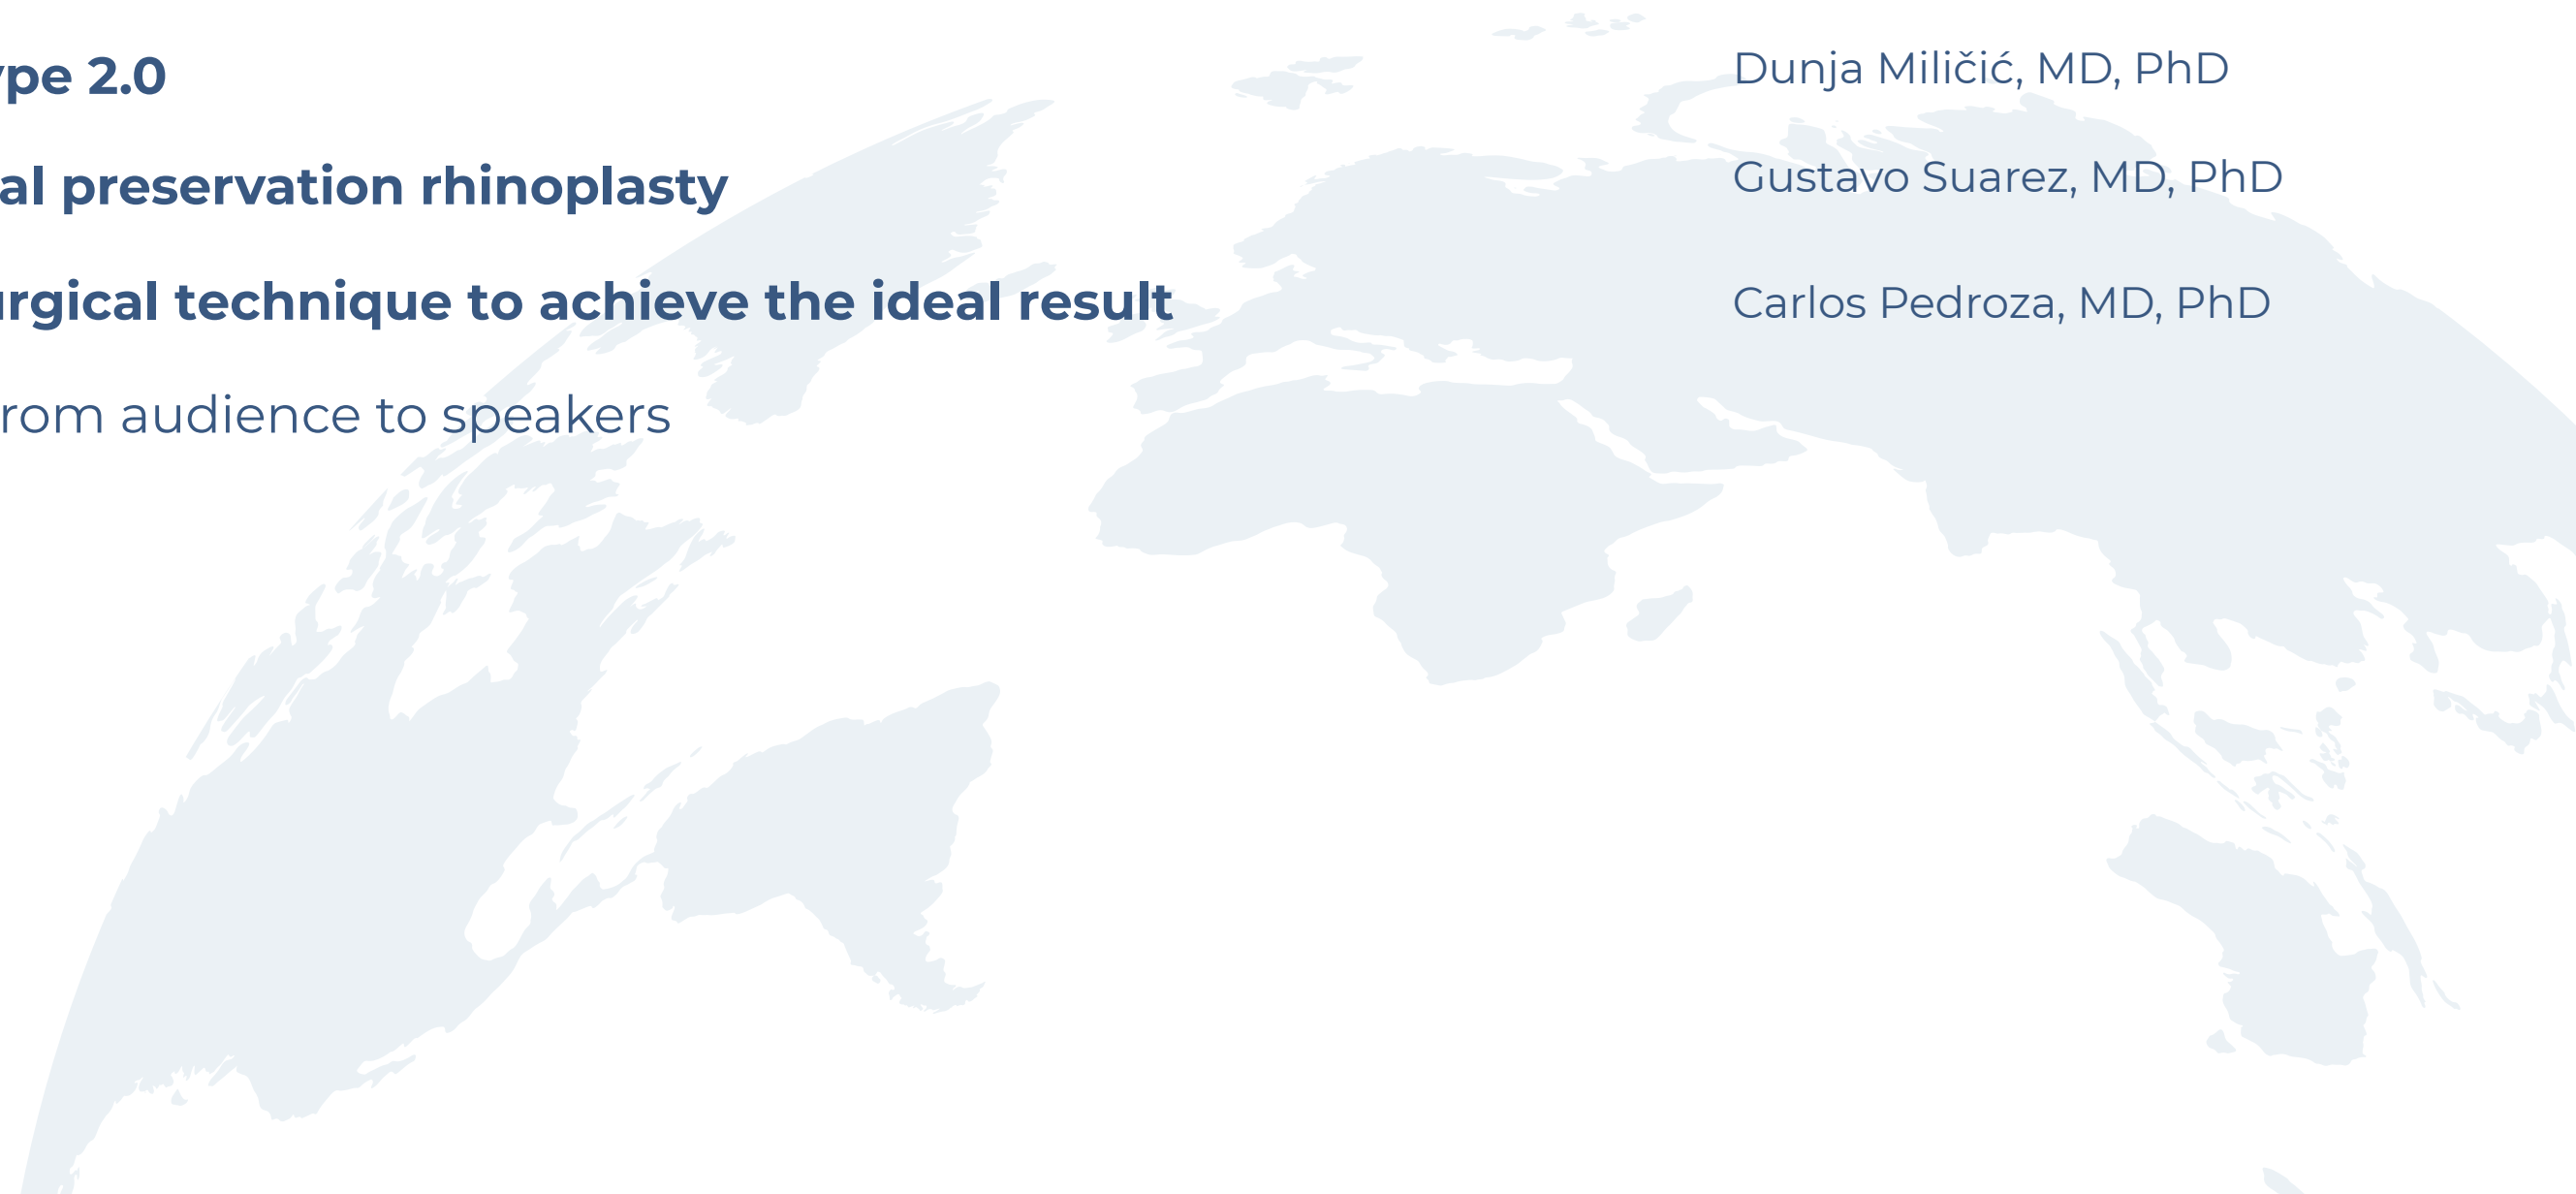 ype 2.0 Dunja Miličić, MD, PhD
al preservation rhinoplasty Gustavo Suarez, MD, PhD
urgical technique to achieve the ideal result Carlos Pedroza, MD, PhD
rom audience to speakers